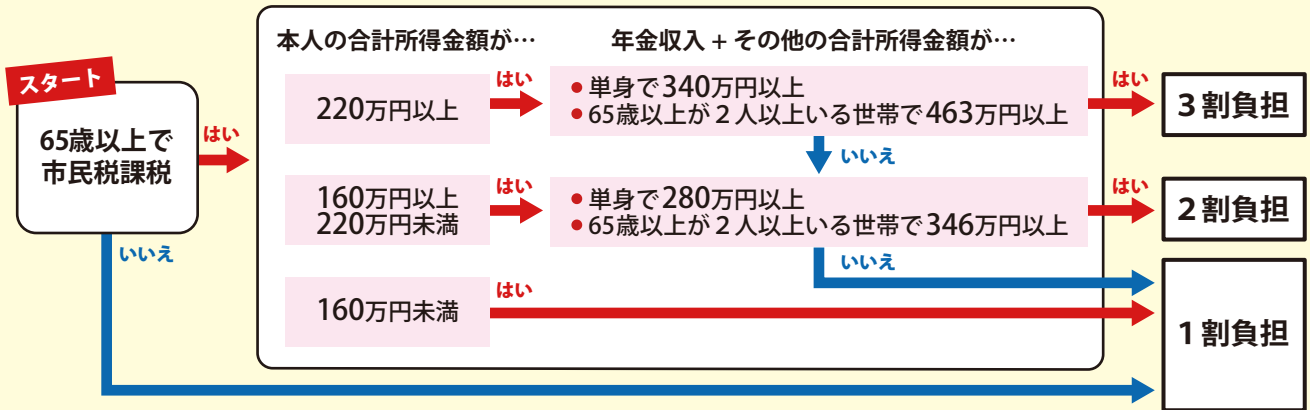 本人の合計所得金額が…
年金収入 + その他の合計所得金額が…
スタート
65歳以上で
市民税課税
はい
いいえ
220万円以上
はい
● 単身で340万円以上
● 65歳以上が2人以上いる世帯で463万円以上
はい
3割負担
いいえ
160万円以上
220万円未満
はい
● 単身で280万円以上
● 65歳以上が2人以上いる世帯で346万円以上
はい
2割負担
いいえ
160万円未満
はい
1割負担